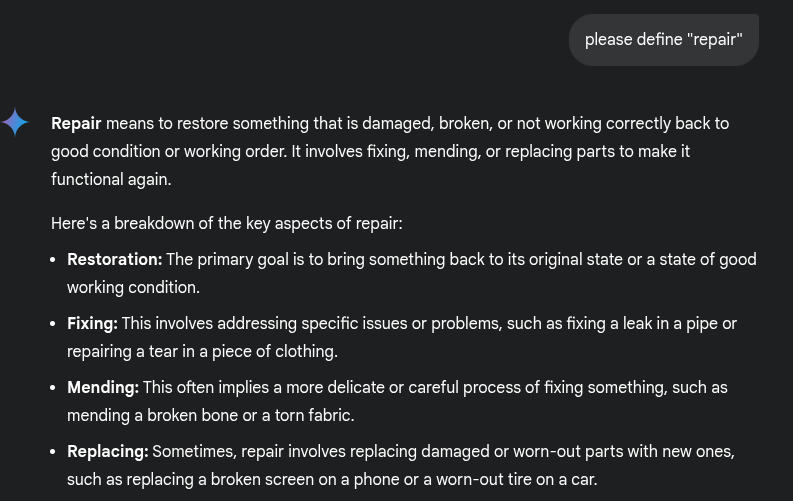 please define "repair"
Repair means to restore something that is damaged, broken, or not working correctly back to
good condition or working order. It involves fixing, mending, or replacing parts to make it
functional again.
Here's a breakdown of the key aspects of repair:
• Restoration: The primary goal is to bring something back to its original state or a state of good
working condition.
• Fixing: This involves addressing specific issues or problems, such as fixing a leak in a pipe or
repairing a tear in a piece of clothing.
• Mending: This often implies a more delicate or careful process of fixing something, such as
mending a broken bone or a torn fabric.
• Replacing: Sometimes, repair involves replacing damaged or worn-out parts with new ones,
such as replacing a broken screen on a phone or a worn-out tire on a car.